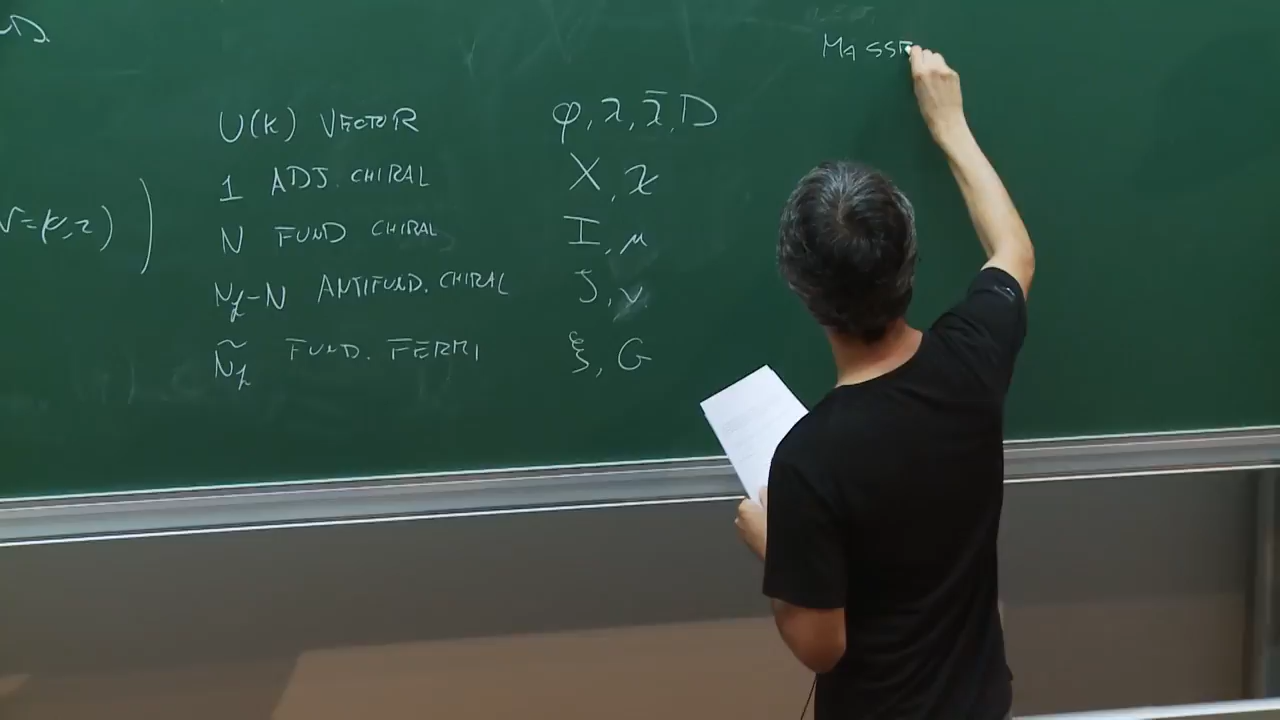 MASSE
U(K) VECTOR φ, λ, λ̄, D
1 ADJ. CHIRAL X, χ
N FUND CHIRAL I, μ
N_f-N ANTIFUND. CHIRAL J, ν
Ñ_f FUND. FERMI ξ, G